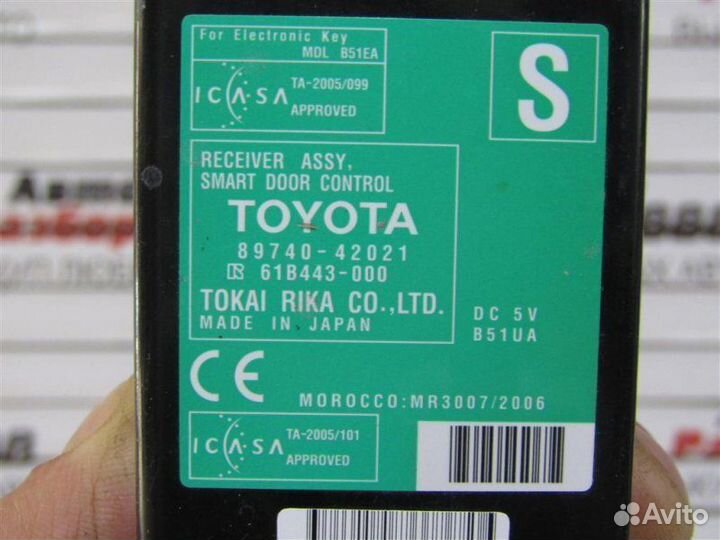 For Electronic Key
MDL B51EA
ICASA
TA-2005/099
APPROVED
S
RECEIVER ASSY,
SMART DOOR CONTROL
TOYOTA
89740-42021
R 61B443-000
TOKAI RIKA CO.,LTD.
MADE IN JAPAN
DC 5V
B51UA
CE
MOROCCO:MR3007/2006
ICASA
TA-2005/101
APPROVED
Avito